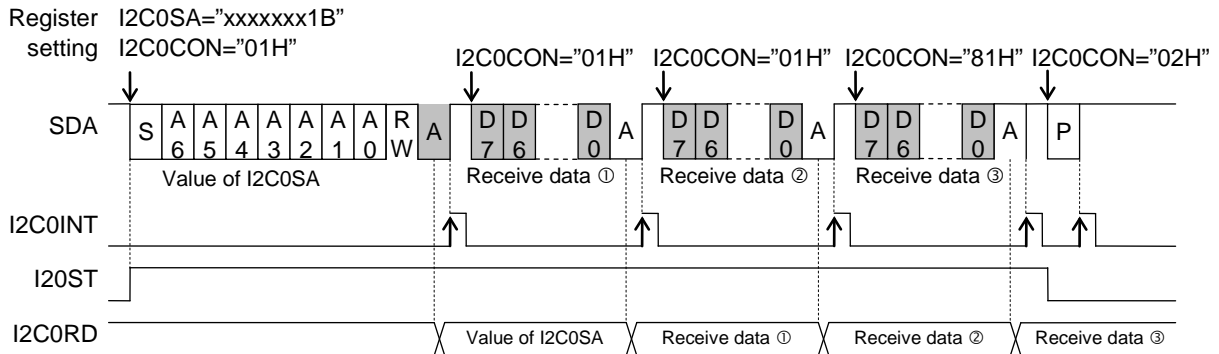 Register I2C0SA="xxxxxxx1B"
setting I2C0CON="01H"
I2C0CON="01H" I2C0CON="01H" I2C0CON="81H" I2C0CON="02H"
SDA S A6 A5 A4 A3 A2 A1 A0 RW A D7 D6 D0 A D7 D6 D0 A D7 D6 D0 A P
Value of I2C0SA Receive data ① Receive data ② Receive data ③
I2C0INT
I20ST
I2C0RD Value of I2C0SA Receive data ① Receive data ② Receive data ③